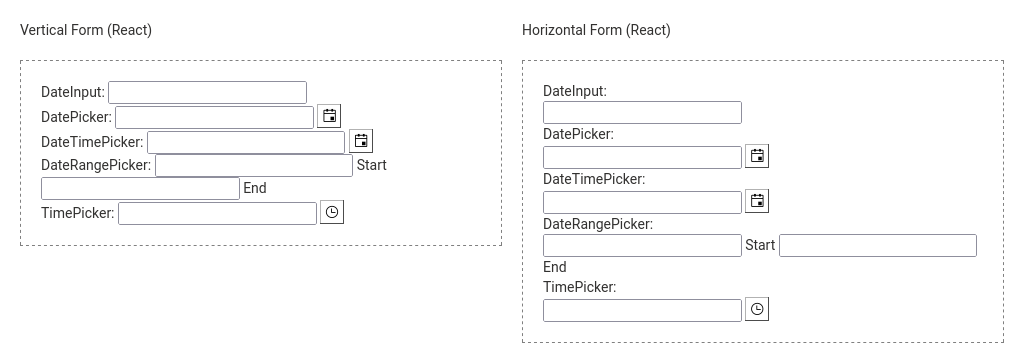 Vertical Form (React)
DateInput:
DatePicker:
DateTimePicker:
DateRangePicker: Start
End
TimePicker:
Horizontal Form (React)
DateInput:
DatePicker:
DateTimePicker:
DateRangePicker:
Start
End
TimePicker: